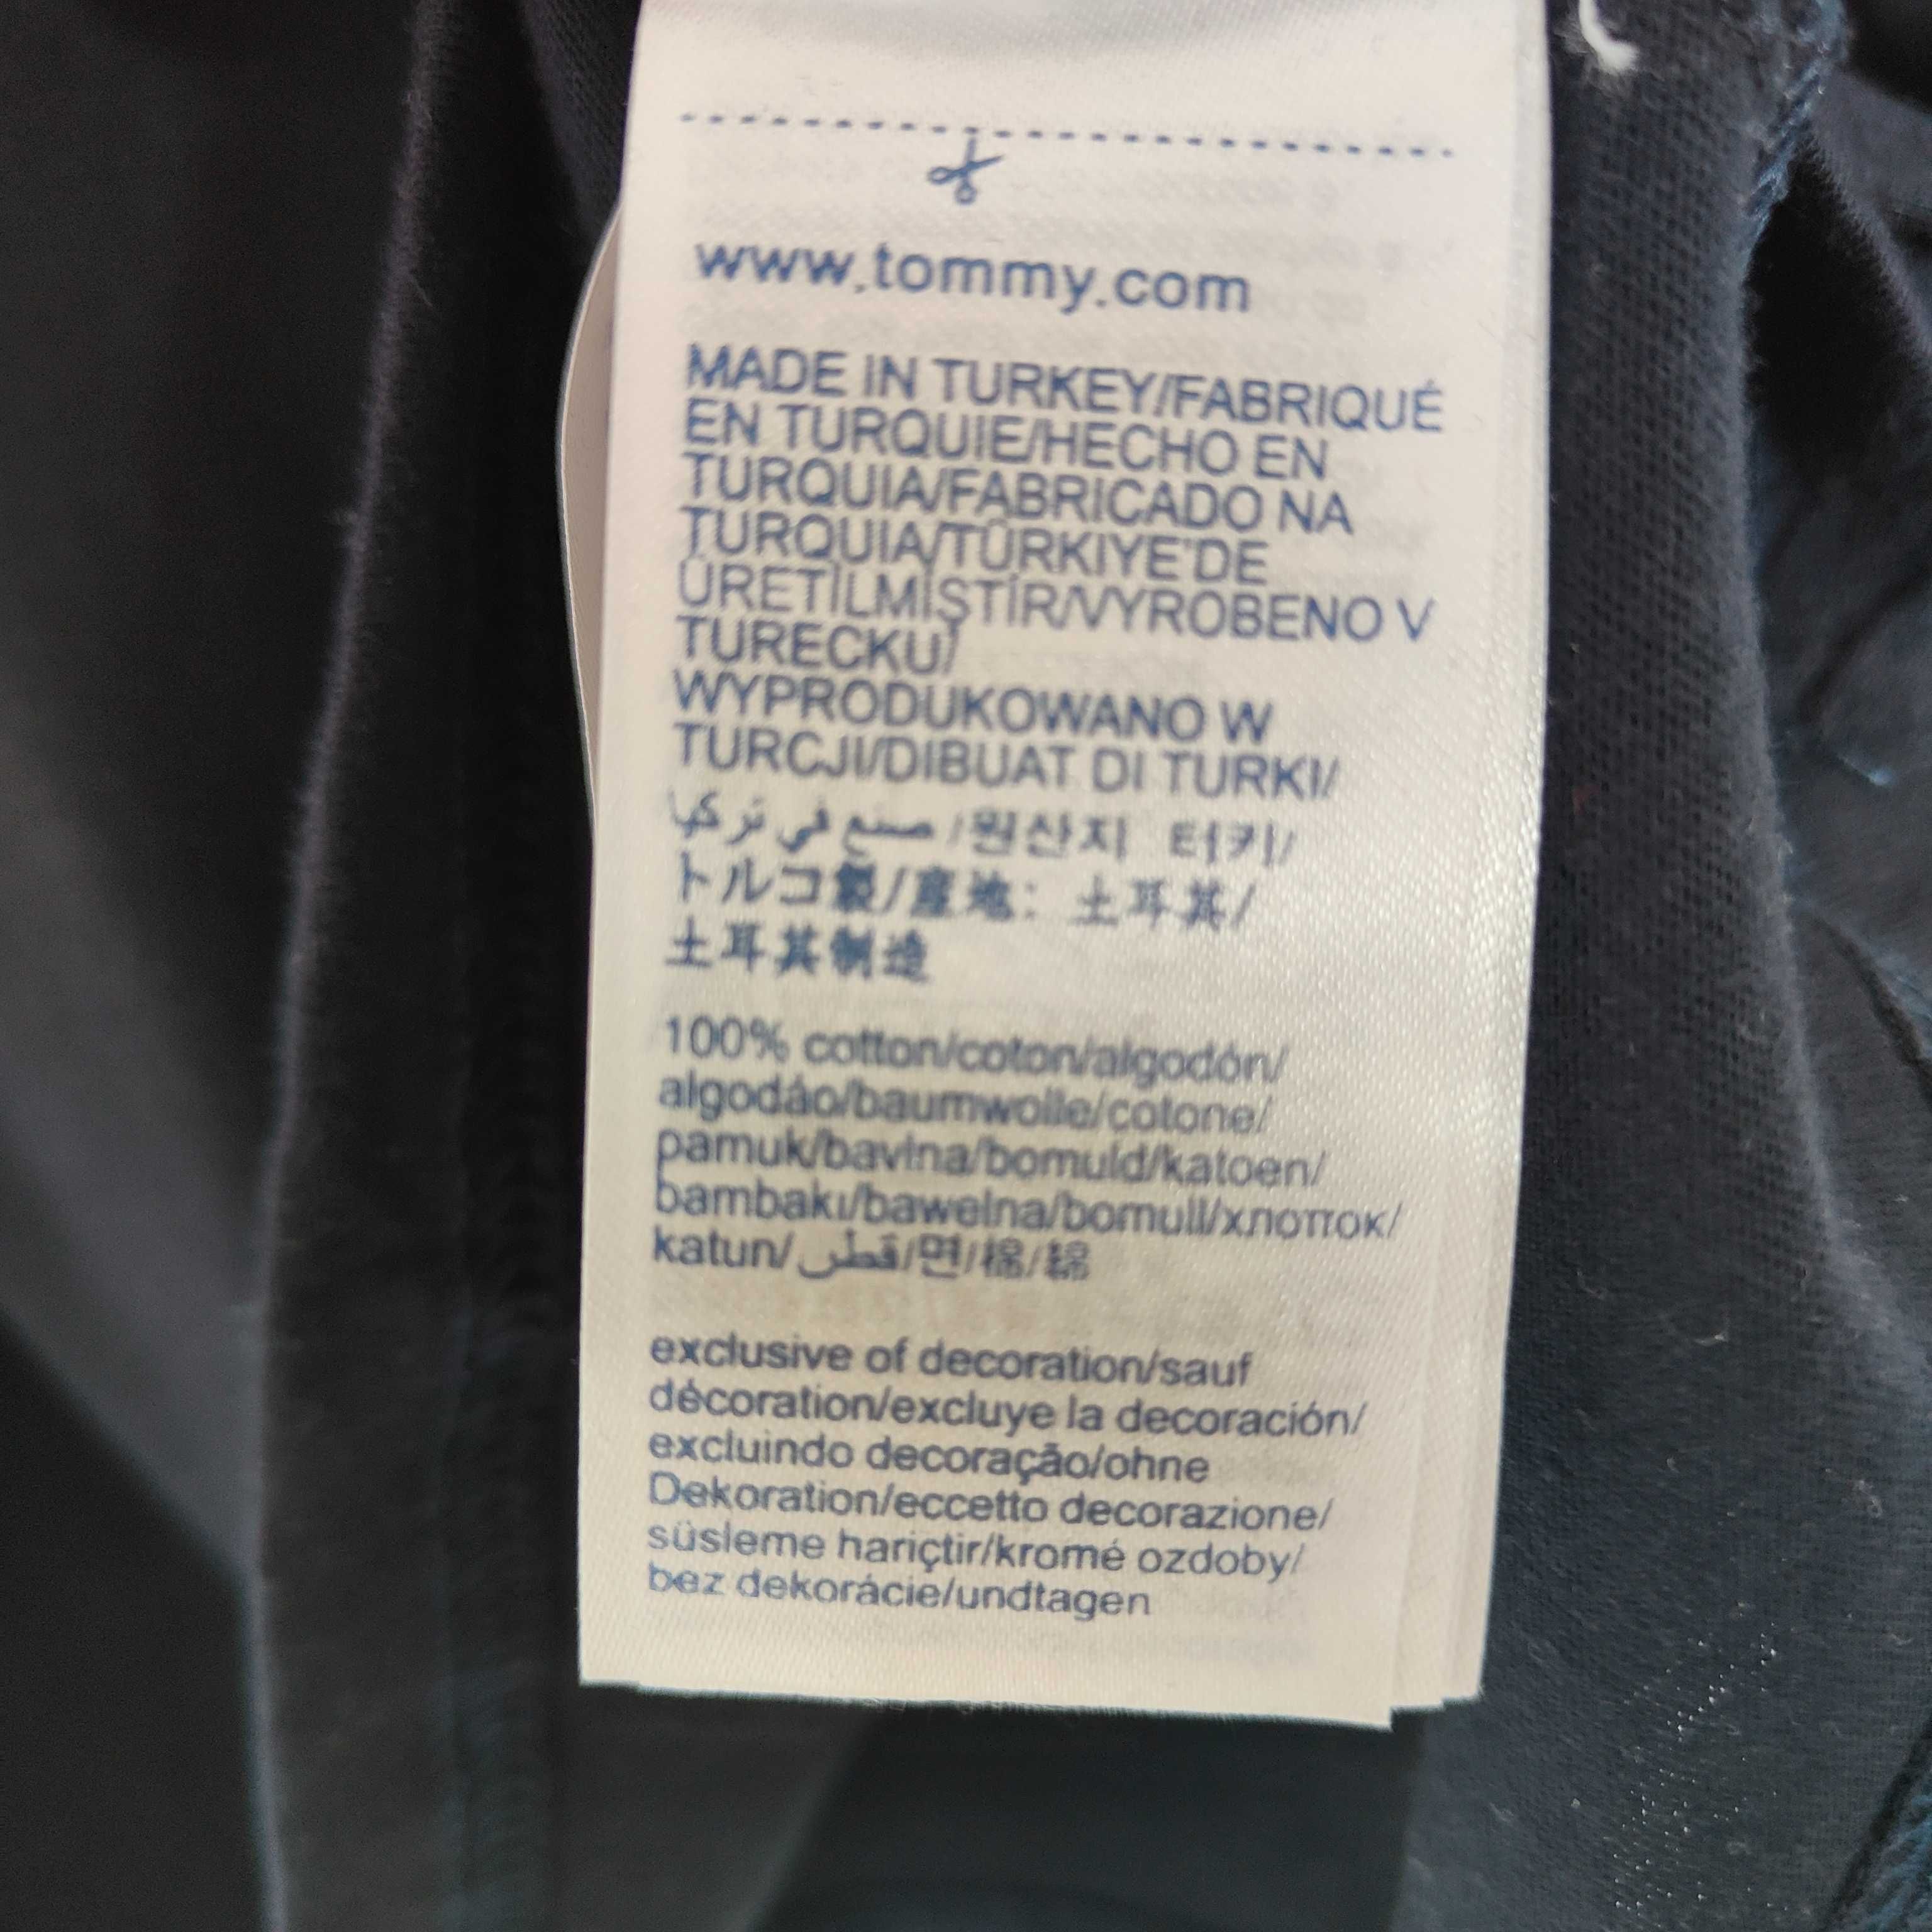 www.tommy.com
MADE IN TURKEY/FABRIQUÉ
EN TURQUIE/HECHO EN
TURQUIA/FABRICADO NA
TURQUIA/TÜRKIYE'DE
ÜRETİLMİŞTİR/VYROBENO V
TURECKU/
WYPRODUKOWANO W
TURCJI/DIBUAT DI TURKI/
صنع في تركيا/원산지 터키/
トルコ製/産地: 土耳其/
土耳其制造
100% cotton/coton/algodón/
algodão/baumwolle/cotone/
pamuk/bavlna/bomuld/katoen/
bambakı/bawelna/bomull/хлопок/
katun/قطن/면/棉/綿
exclusive of decoration/sauf
décoration/excluye la decoración/
excluindo decoração/ohne
Dekoration/eccetto decorazione/
süsleme hariçtir/kromé ozdoby/
bez dekorácie/undtagen